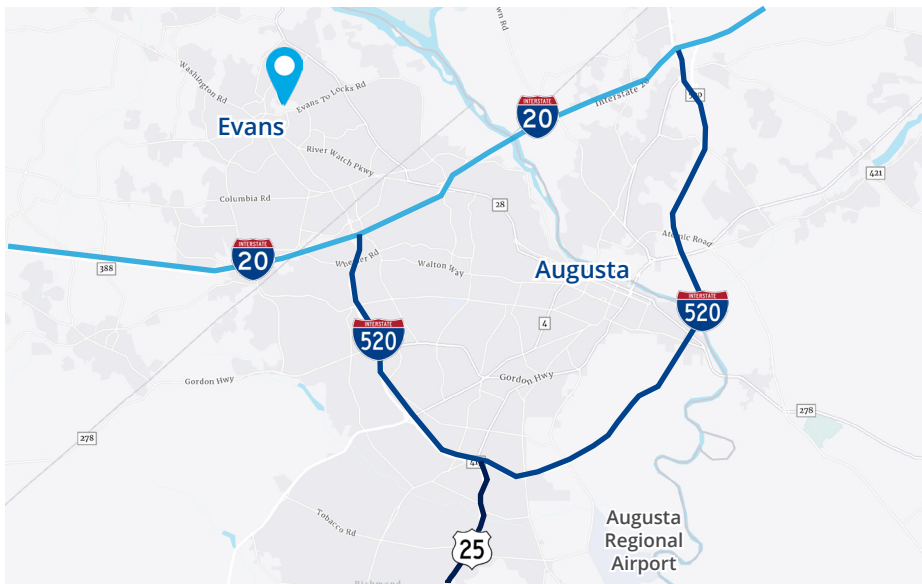 Washington Rd
Evans To Locks Rd
Evans
River Watch Pkwy
Columbia Rd
INTERSTATE
20
Interstate 20
421
28
388
INTERSTATE
20
Wheeler Rd
Walton Way
Atomic Road
Augusta
INTERSTATE
520
INTERSTATE
520
4
Gordon Hwy
Gordon Hwy
278
278
Tobacco Rd
25
Augusta
Regional
Airport
Richmond